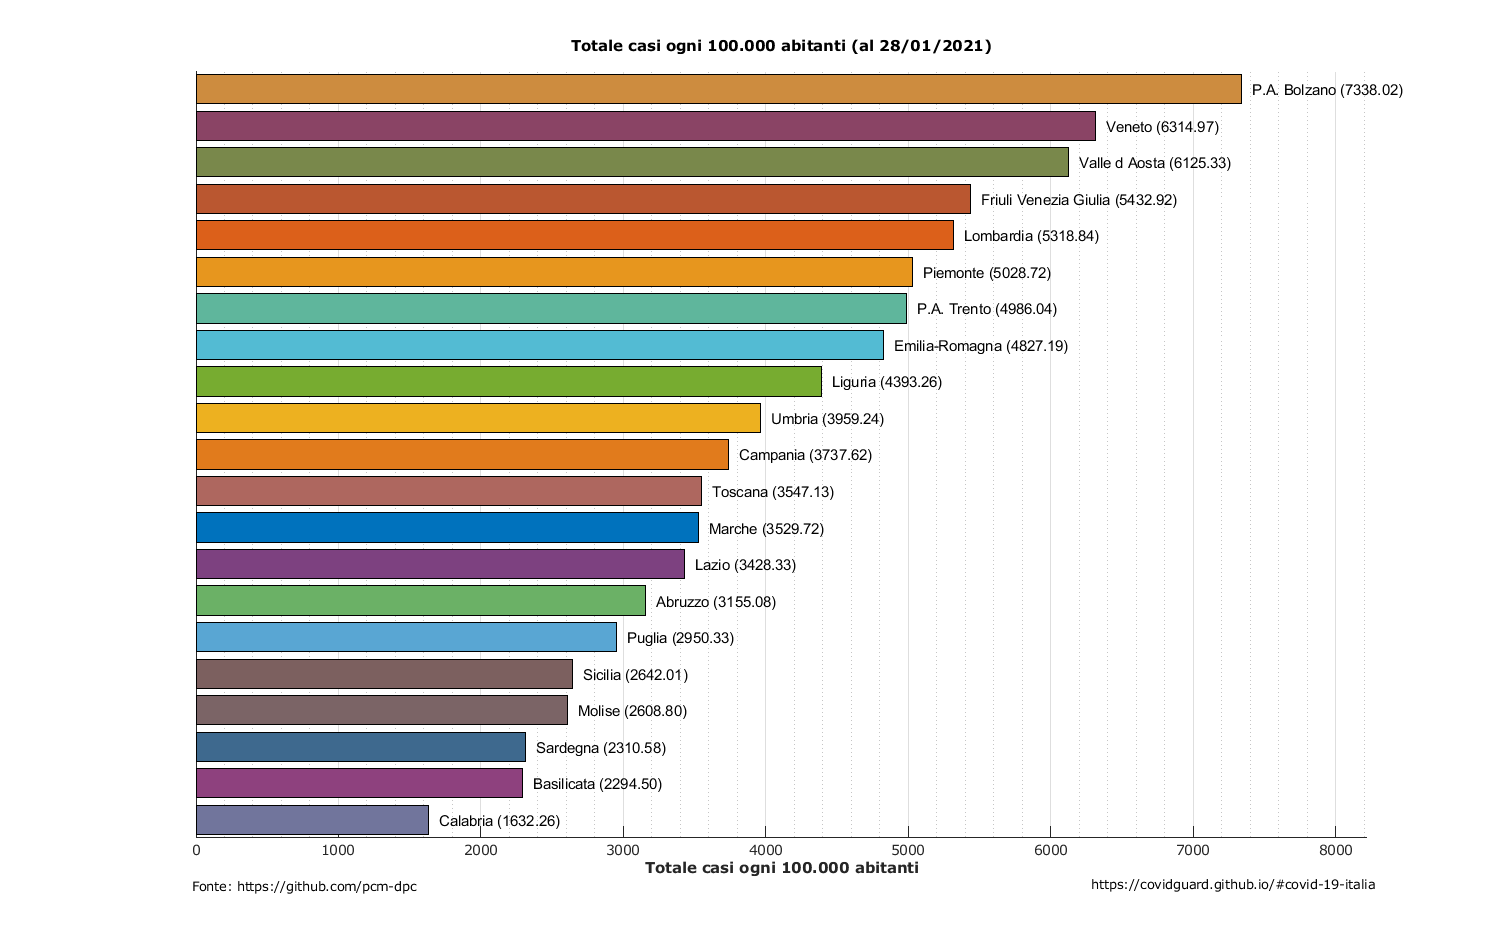 Totale casi ogni 100.000 abitanti (al 28/01/2021)
P.A. Bolzano (7338.02)
Veneto (6314.97)
Valle d Aosta (6125.33)
Friuli Venezia Giulia (5432.92)
Lombardia (5318.84)
Piemonte (5028.72)
P.A. Trento (4986.04)
Emilia-Romagna (4827.19)
Liguria (4393.26)
Umbria (3959.24)
Campania (3737.62)
Toscana (3547.13)
Marche (3529.72)
Lazio (3428.33)
Abruzzo (3155.08)
Puglia (2950.33)
Sicilia (2642.01)
Molise (2608.80)
Sardegna (2310.58)
Basilicata (2294.50)
Calabria (1632.26)
0 1000 2000 3000 4000 5000 6000 7000 8000
Totale casi ogni 100.000 abitanti
Fonte: https://github.com/pcm-dpc
https://covidguard.github.io/#covid-19-italia